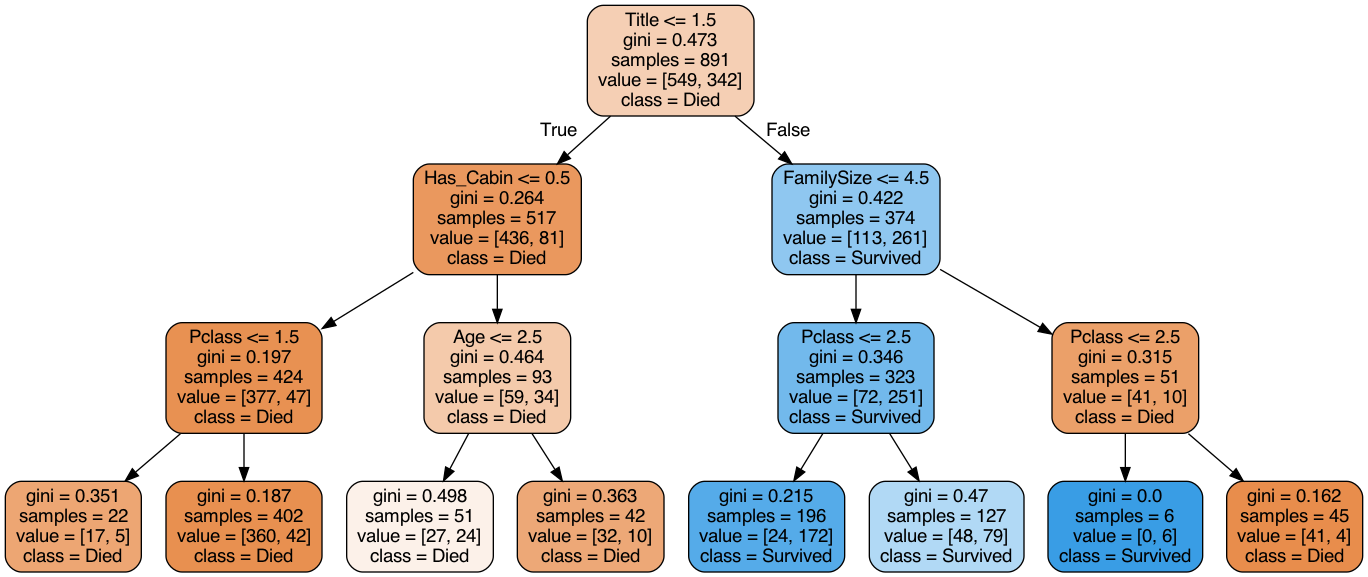 Title <= 1.5
gini = 0.473
samples = 891
value = [549, 342]
class = Died
True
False
Has_Cabin <= 0.5
gini = 0.264
samples = 517
value = [436, 81]
class = Died
FamilySize <= 4.5
gini = 0.422
samples = 374
value = [113, 261]
class = Survived
Pclass <= 1.5
gini = 0.197
samples = 424
value = [377, 47]
class = Died
Age <= 2.5
gini = 0.464
samples = 93
value = [59, 34]
class = Died
Pclass <= 2.5
gini = 0.346
samples = 323
value = [72, 251]
class = Survived
Pclass <= 2.5
gini = 0.315
samples = 51
value = [41, 10]
class = Died
gini = 0.351
samples = 22
value = [17, 5]
class = Died
gini = 0.187
samples = 402
value = [360, 42]
class = Died
gini = 0.498
samples = 51
value = [27, 24]
class = Died
gini = 0.363
samples = 42
value = [32, 10]
class = Died
gini = 0.215
samples = 196
value = [24, 172]
class = Survived
gini = 0.47
samples = 127
value = [48, 79]
class = Survived
gini = 0.0
samples = 6
value = [0, 6]
class = Survived
gini = 0.162
samples = 45
value = [41, 4]
class = Died